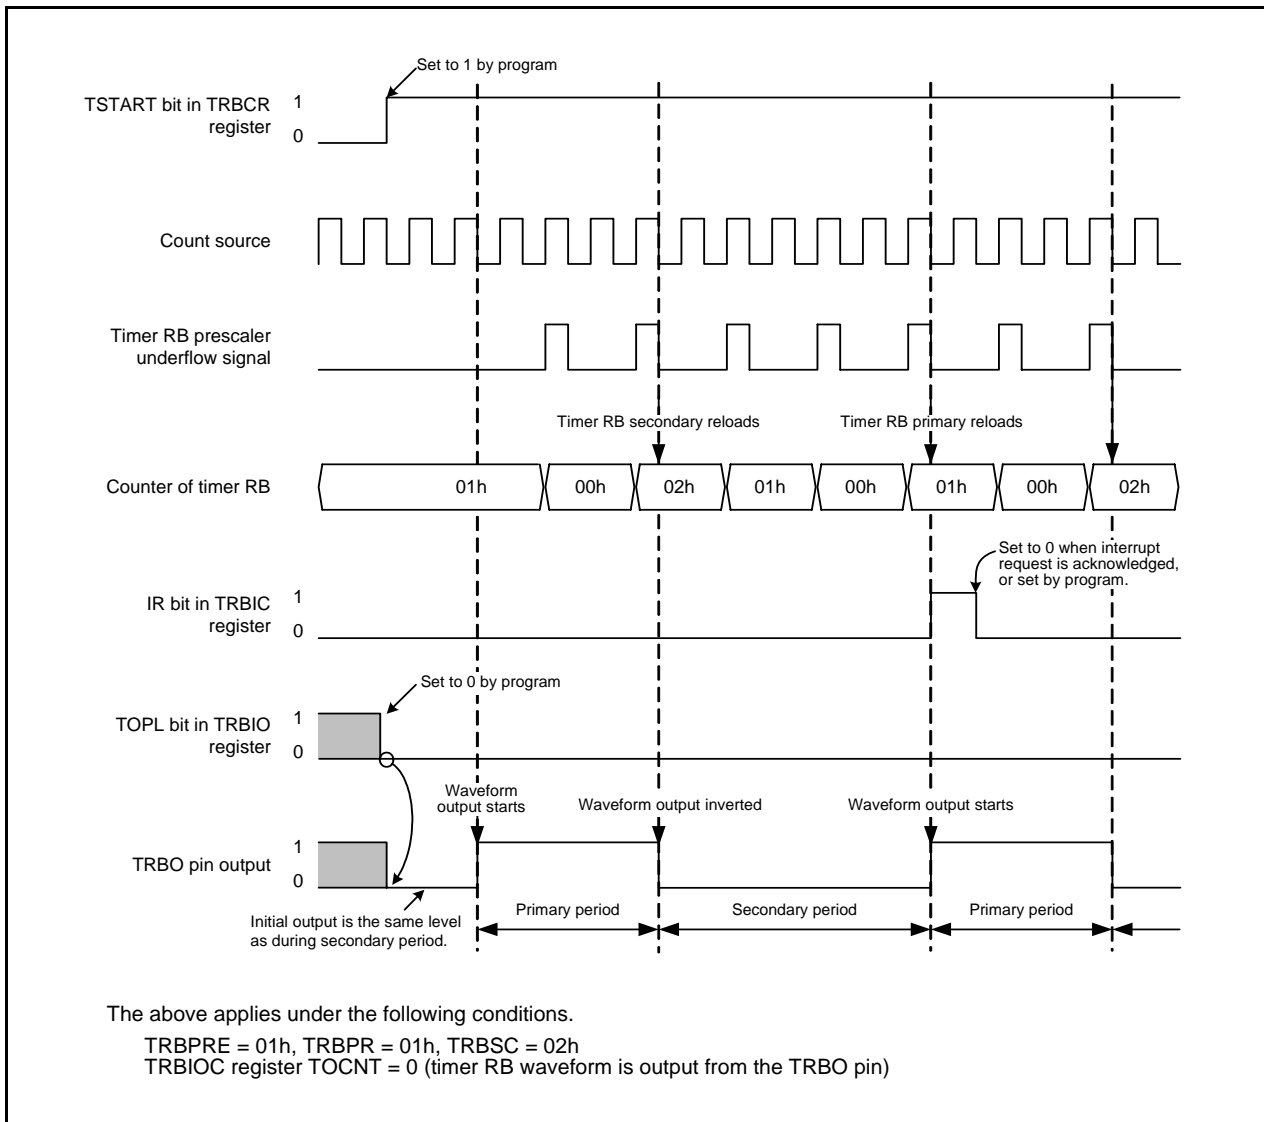 Set to 1 by program
TSTART bit in TRBCR
register
1
0
Count source
Timer RB prescaler
underflow signal
Timer RB secondary reloads
Timer RB primary reloads
Counter of timer RB
01h
00h
02h
01h
00h
01h
00h
02h
Set to 0 when interrupt
request is acknowledged,
or set by program.
IR bit in TRBIC
register
1
0
Set to 0 by program
TOPL bit in TRBIO
register
1
0
Waveform
output starts
Waveform output inverted
Waveform output starts
TRBO pin output
1
0
Initial output is the same level
as during secondary period.
Primary period
Secondary period
Primary period
The above applies under the following conditions.
TRBPRE = 01h, TRBPR = 01h, TRBSC = 02h
TRBIOC register TOCNT = 0 (timer RB waveform is output from the TRBO pin)